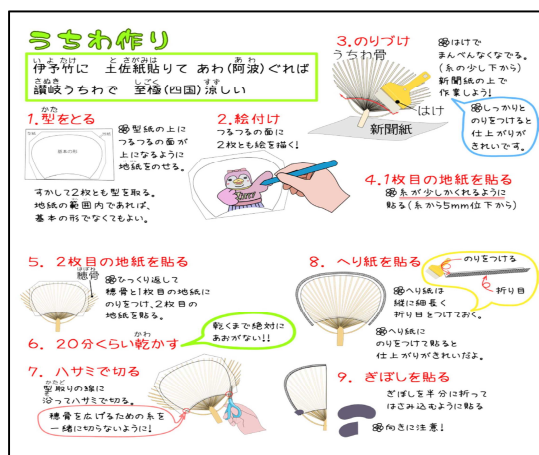 うちわ作り
伊予竹に 土佐紙貼りて あわ(阿波)ぐれば
讃岐うちわで 至極(四国)涼しい
1.型をとる
型紙の上に
つるつるの面が
上になるように
地紙をのせる。
基本の形
すかして2枚とも型を取る。
地紙の範囲内であれば、
基本の形でなくてもよい。
2.絵付け
つるつるの面に
2枚とも絵を描く!
3.のりづけ
うちわ骨
はけで
まんべんなくなでる。
(糸の少し下から)
新聞紙の上で
作業しよう!
はけ
新聞紙
しっかりと
のりをつけると
仕上がりが
きれいです。
4.1枚目の地紙を貼る
糸が少しかくれるように
貼る(糸から5mm位下から)
5. 2枚目の地紙を貼る
穂骨
ひっくり返して
穂骨と1枚目の地紙に
のりをつけ、2枚目の
地紙を貼る。
6. 20分くらい乾かす
乾くまで絶対に
あおがない!!
7. ハサミで切る
型取りの線に
沿ってハサミで切る。
穂骨を広げるための糸を
一緒に切らないように!
8. へり紙を貼る
のりをつける
折り目
へり紙は
縦に細長く
折り目をつけておく。
へり紙に
のりをつけて貼ると
仕上がりがきれいだよ。
9. ぎぼしを貼る
ぎぼしを半分に折って
はさみ込むように貼る
向きに注意!